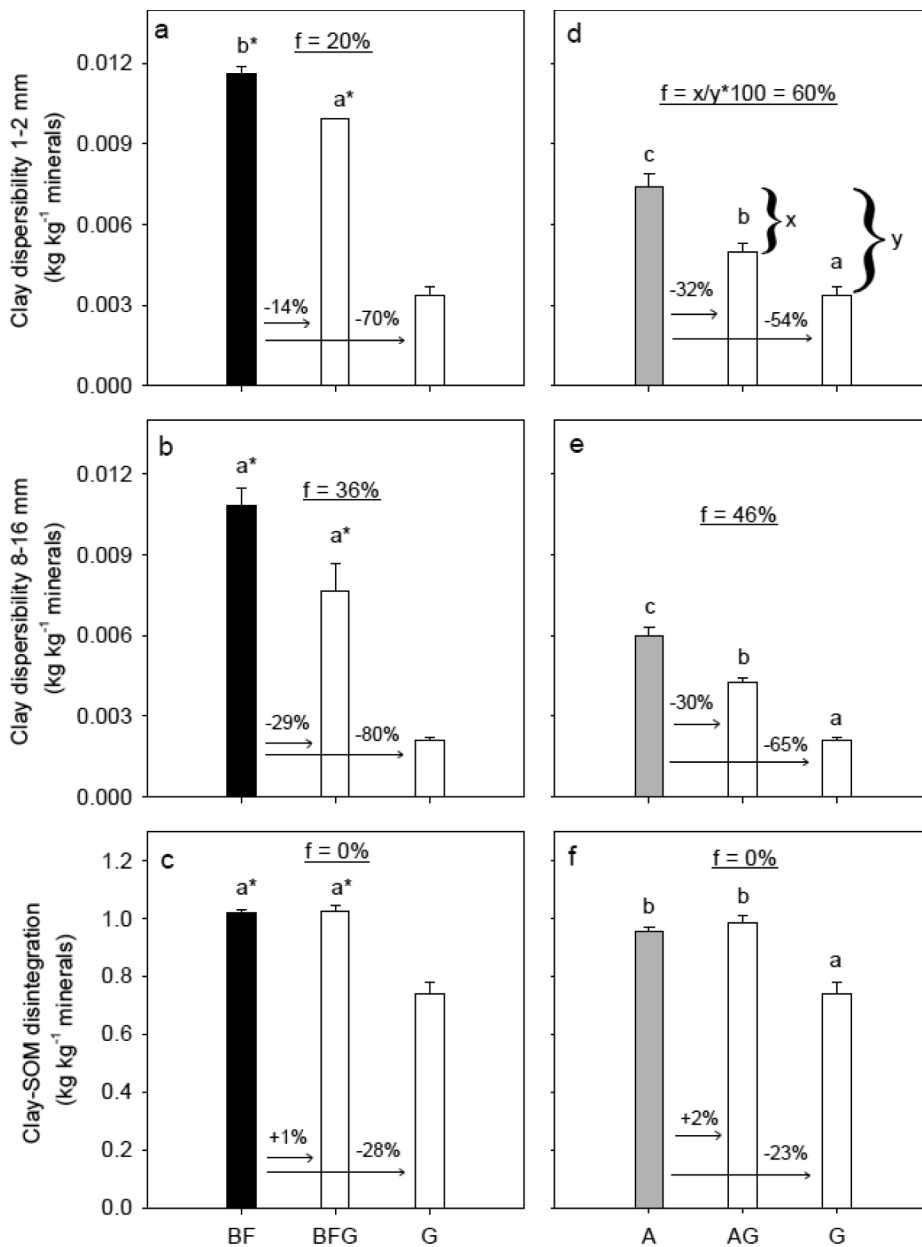 Clay dispersibility 1-2 mm
(kg kg⁻¹ minerals)
a
f = 20%
b*
a*
0.012
0.009
0.006
0.003
0.000
-14%
-70%
d
f = x/y*100 = 60%
c
b
a
x
y
-32%
-54%
Clay dispersibility 8-16 mm
(kg kg⁻¹ minerals)
b
a*
f = 36%
a*
0.012
0.009
0.006
0.003
0.000
-29%
-80%
e
f = 46%
c
b
a
-30%
-65%
Clay-SOM disintegration
(kg kg⁻¹ minerals)
c
f = 0%
a* a*
1.2
1.0
0.8
0.6
0.4
0.2
0.0
+1%
-28%
BF BFG G
f
f = 0%
b b
a
+2%
-23%
A AG G